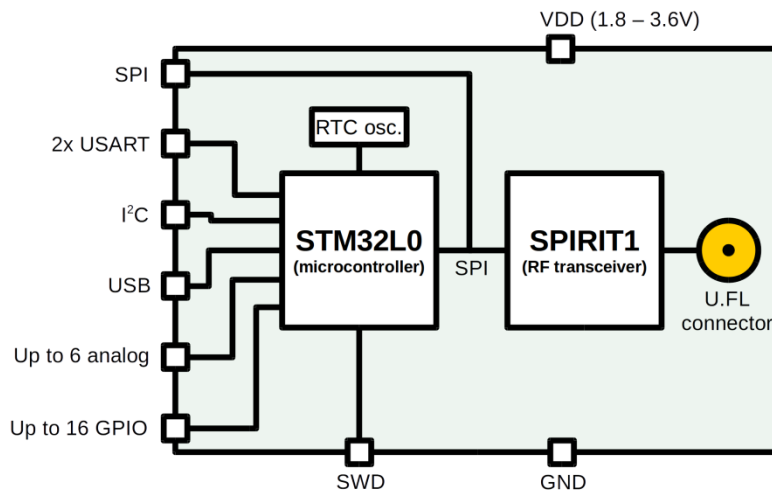 VDD (1.8 – 3.6V)
SPI
RTC osc.
2x USART
I²C
STM32L0
(microcontroller)
SPI
SPIRIT1
(RF transceiver)
USB
U.FL
connector
Up to 6 analog
Up to 16 GPIO
SWD
GND